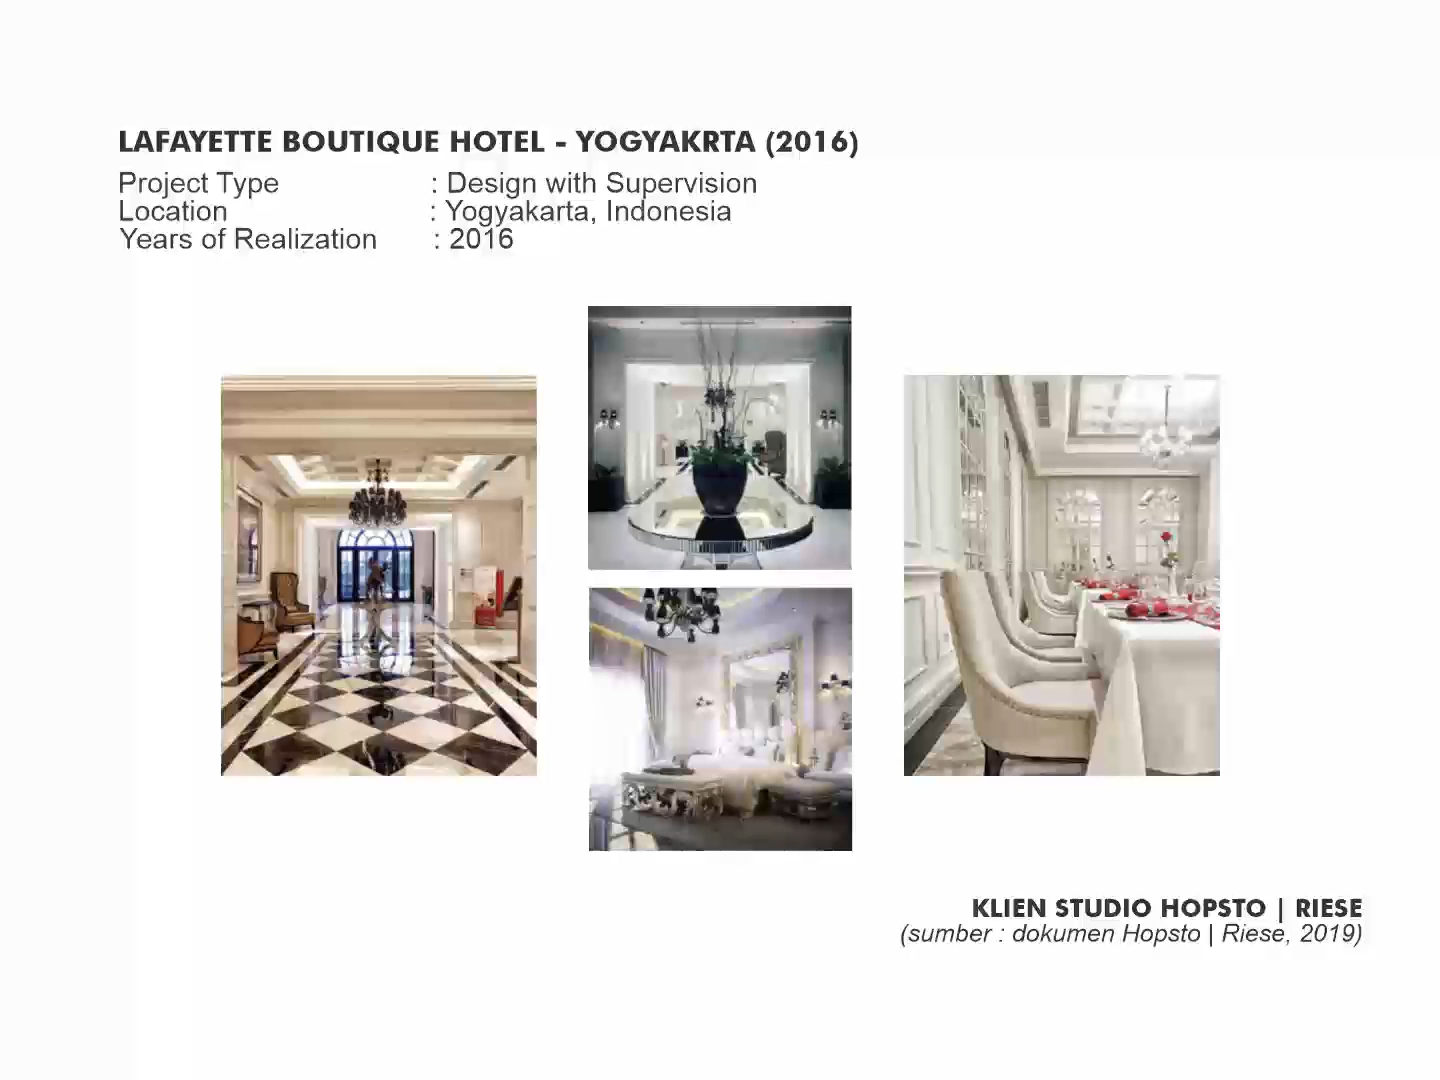 LAFAYETTE BOUTIQUE HOTEL - YOGYAKRTA (2016)
Project Type : Design with Supervision
Location : Yogyakarta, Indonesia
Years of Realization : 2016
KLIEN STUDIO HOPSTO | RIESE
(sumber : dokumen Hopsto | Riese, 2019)